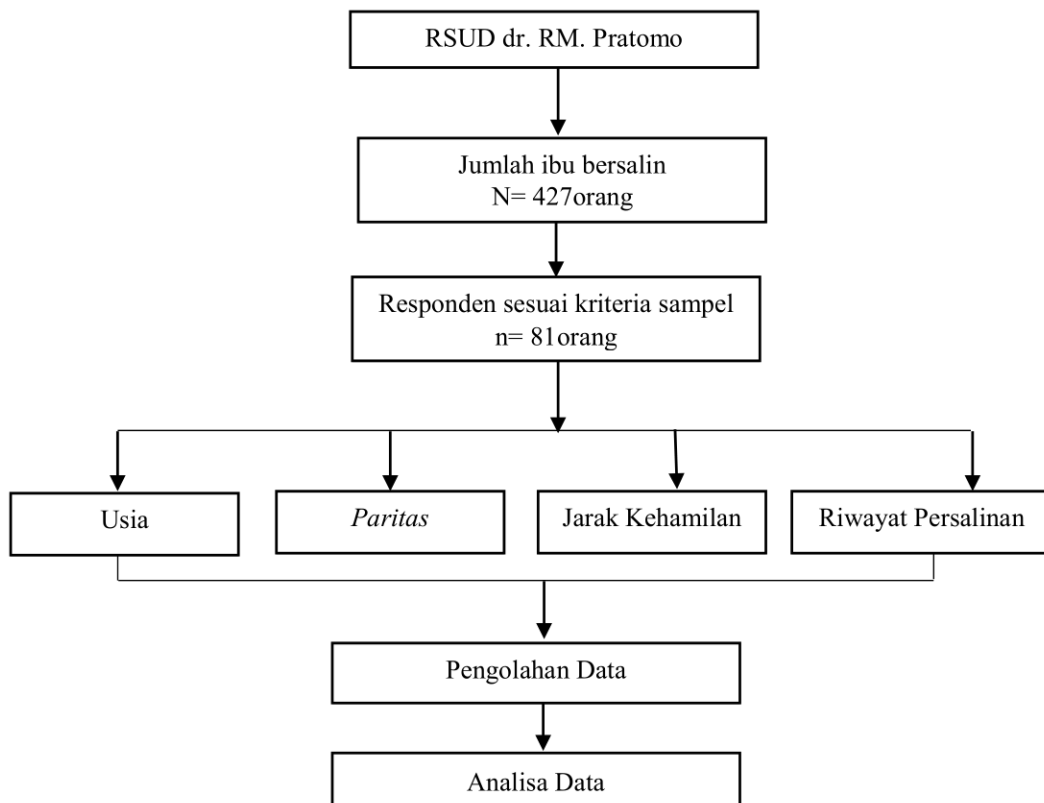 RSUD dr. RM. Pratomo
Jumlah ibu bersalin
N= 427orang
Responden sesuai kriteria sampel
n= 81orang
Usia
Paritas
Jarak Kehamilan
Riwayat Persalinan
Pengolahan Data
Analisa Data